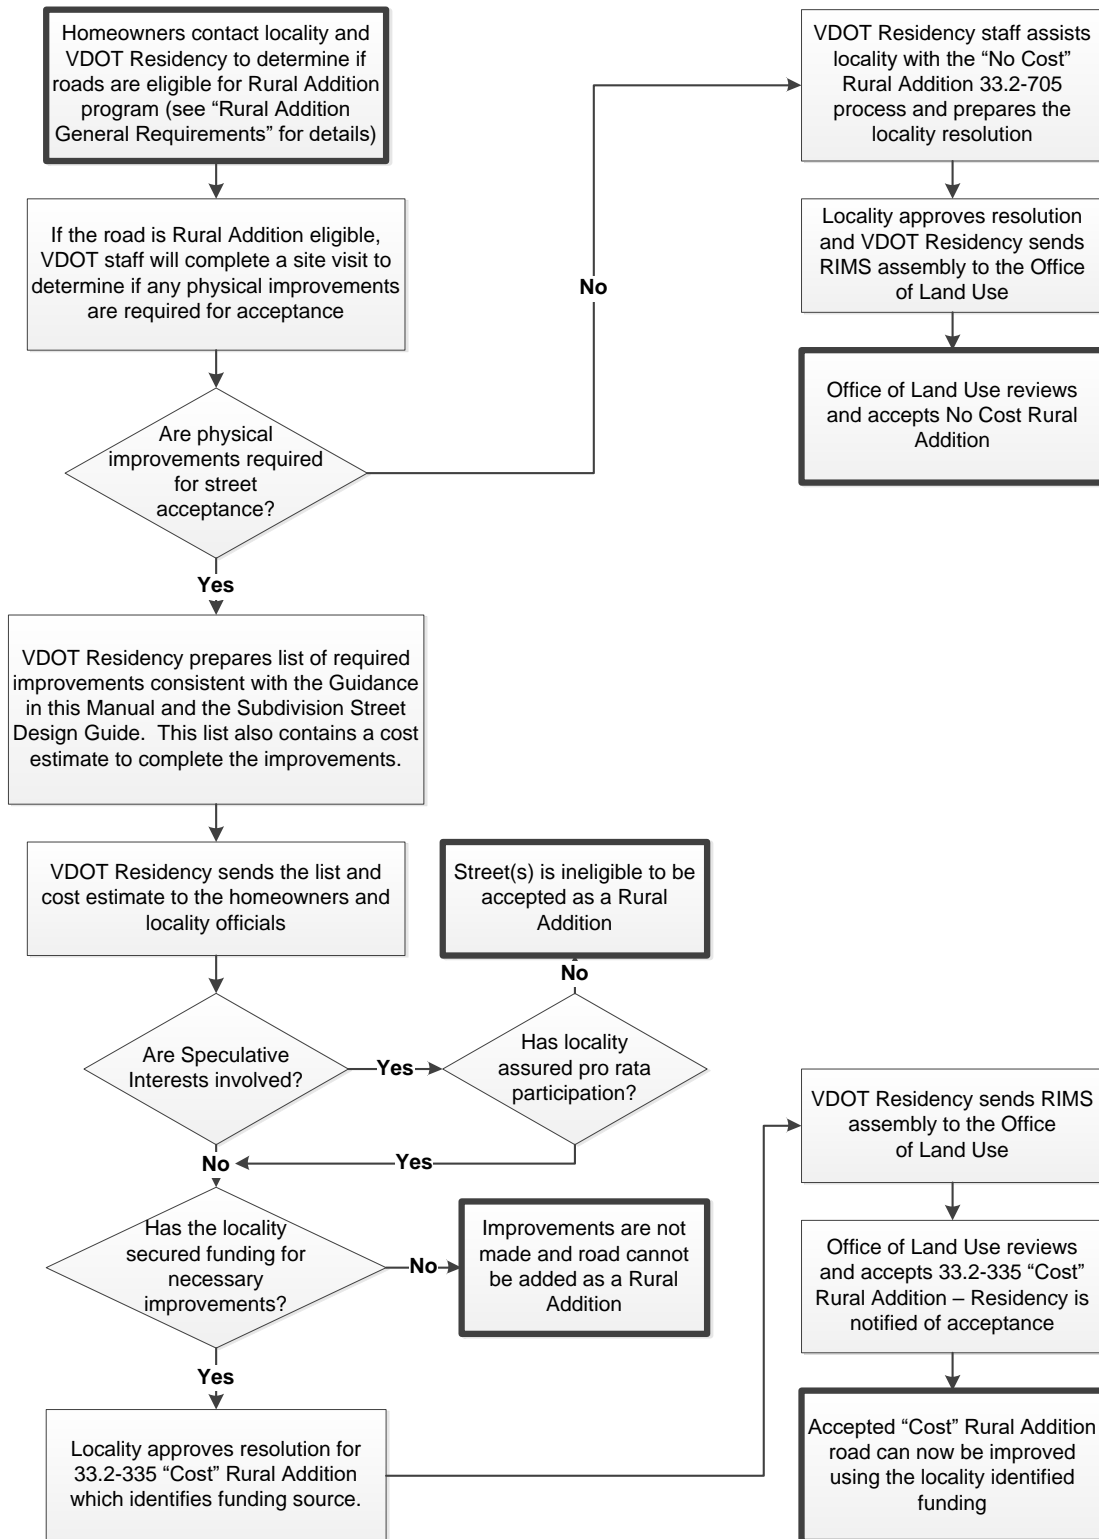 Homeowners contact locality and
VDOT Residency to determine if
roads are eligible for Rural Addition
program (see “Rural Addition
General Requirements” for details)
If the road is Rural Addition eligible,
VDOT staff will complete a site visit to
determine if any physical improvements
are required for acceptance
Are physical
improvements required
for street
acceptance?
No
VDOT Residency staff assists
locality with the “No Cost”
Rural Addition 33.2-705
process and prepares the
locality resolution
Locality approves resolution
and VDOT Residency sends
RIMS assembly to the Office
of Land Use
Office of Land Use reviews
and accepts No Cost Rural
Addition
Yes
VDOT Residency prepares list of required
improvements consistent with the Guidance
in this Manual and the Subdivision Street
Design Guide.  This list also contains a cost
estimate to complete the improvements.
VDOT Residency sends the list and
cost estimate to the homeowners and
locality officials
Are Speculative
Interests involved?
Yes
Has locality
assured pro rata
participation?
No
Street(s) is ineligible to be
accepted as a Rural
Addition
Yes
No
Has the locality
secured funding for
necessary
improvements?
No
Improvements are not
made and road cannot
be added as a Rural
Addition
Yes
Locality approves resolution for
33.2-335 “Cost” Rural Addition
which identifies funding source.
VDOT Residency sends RIMS
assembly to the Office
of Land Use
Office of Land Use reviews
and accepts 33.2-335 “Cost”
Rural Addition – Residency is
notified of acceptance
Accepted “Cost” Rural Addition
road can now be improved
using the locality identified
funding